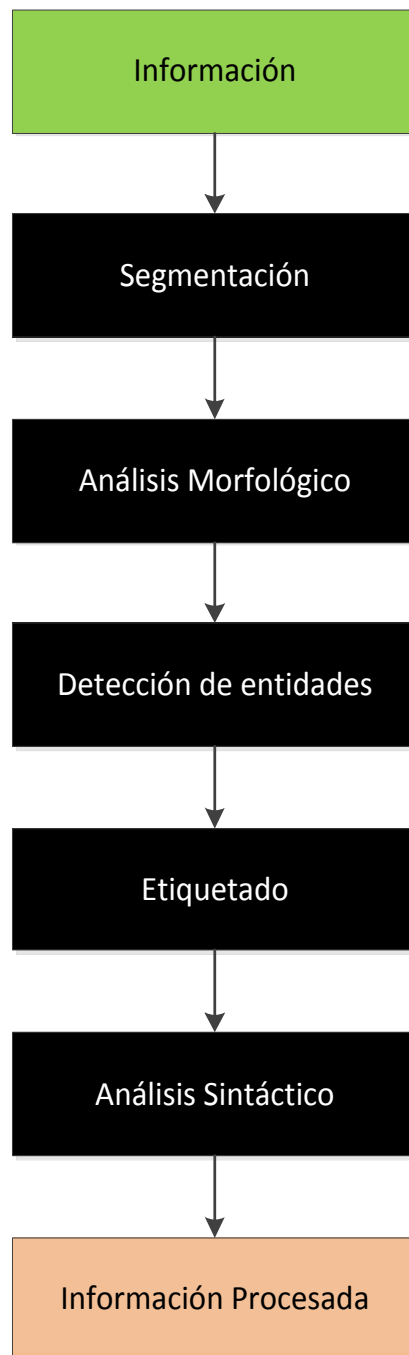 Información
Segmentación
Análisis Morfológico
Detección de entidades
Etiquetado
Análisis Sintáctico
Información Procesada